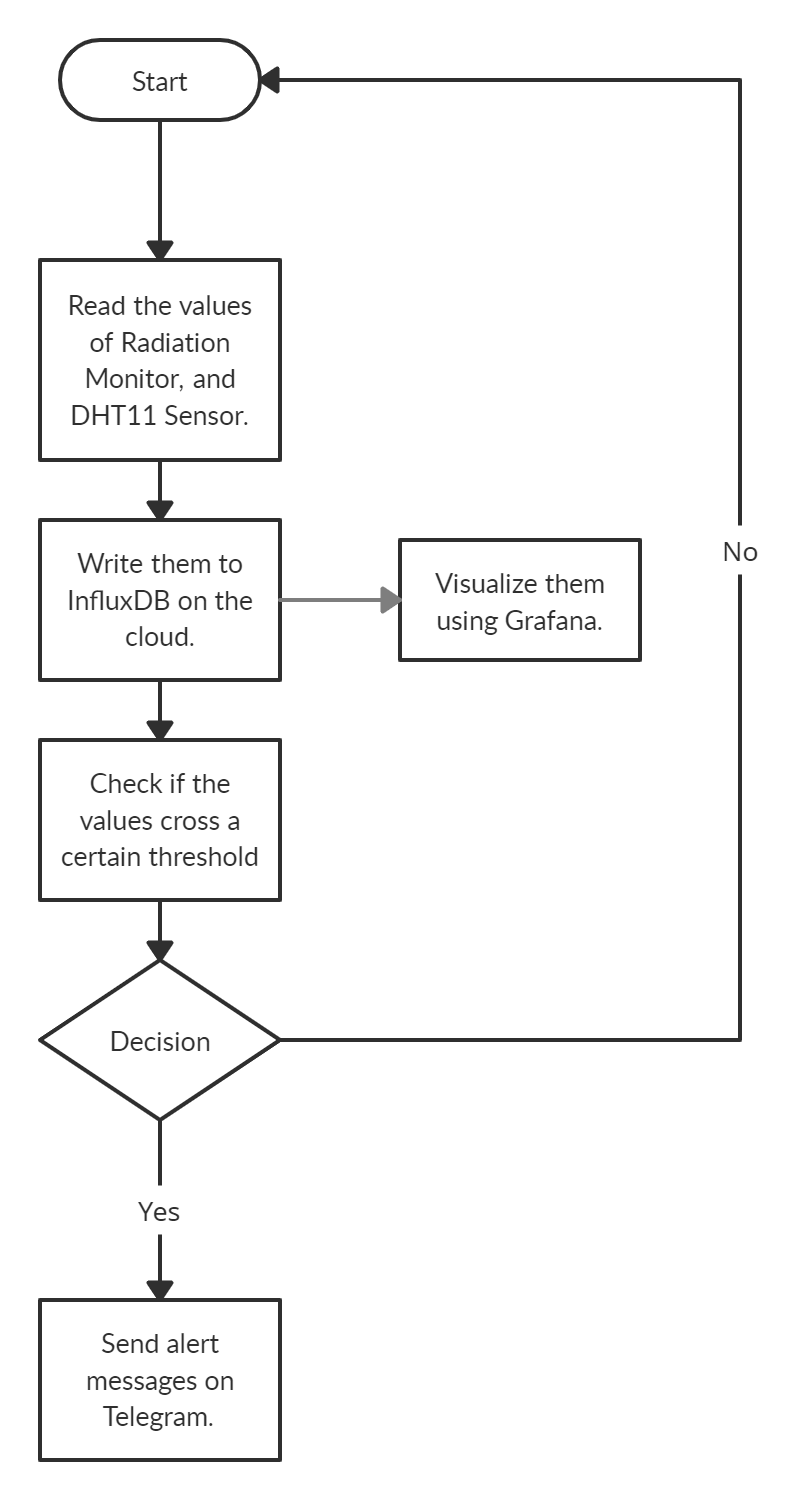 Start
Read the values
of Radiation
Monitor, and
DHT11 Sensor.
Write them to
InfluxDB on the
cloud.
Visualize them
using Grafana.
No
Check if the
values cross a
certain threshold
Decision
Yes
Send alert
messages on
Telegram.